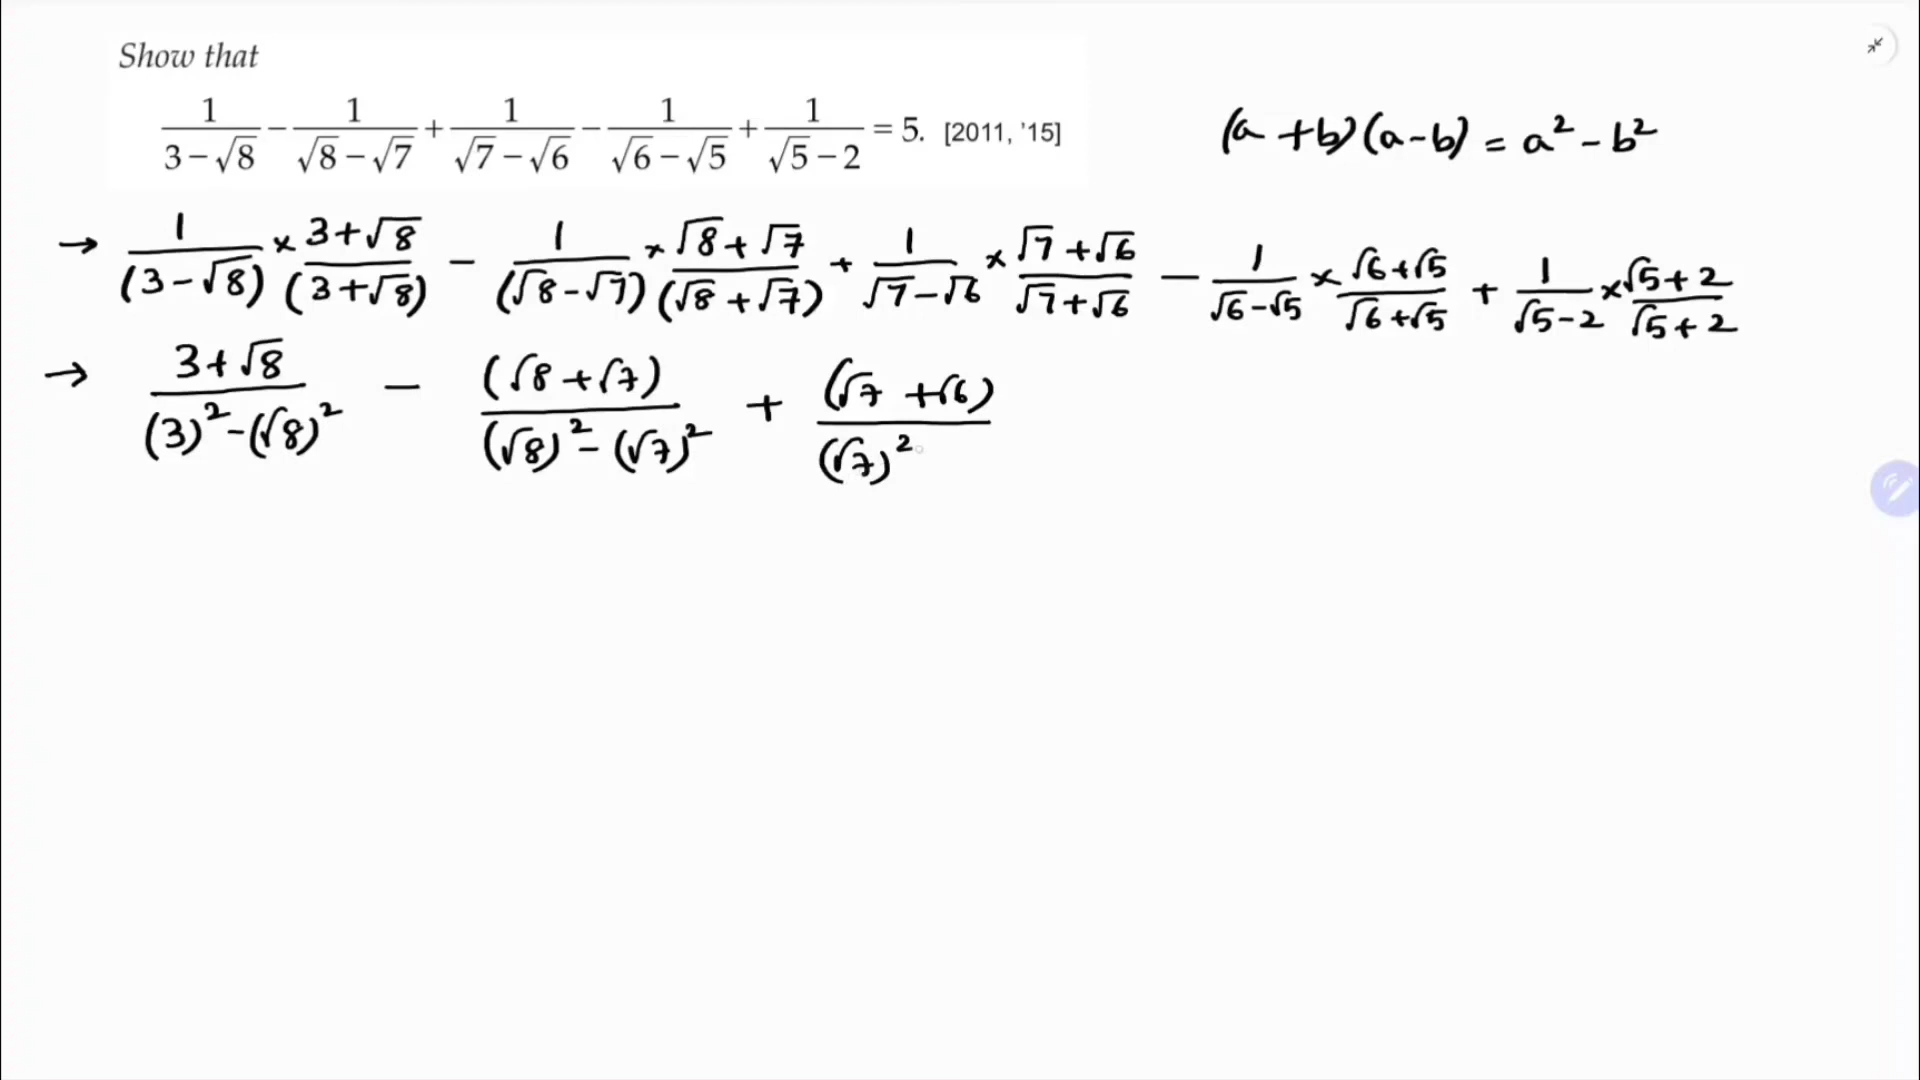 Show that
1/(3−√8) − 1/(√8−√7) + 1/(√7−√6) − 1/(√6−√5) + 1/(√5−2) = 5. [2011, '15]
(a+b)(a-b) = a² - b²
→ 1/(3-√8) × 3+√8/(3+√8) − 1/(√8-√7) × √8+√7/(√8+√7) + 1/√7-√6 × √7+√6/√7+√6 − 1/√6-√5 × √6+√5/√6+√5 + 1/√5-2 × √5+2/√5+2
→ 3+√8/(3)²-(√8)² − (√8+√7)/(√8)²-(√7)² + (√7+√6)/(√7)²